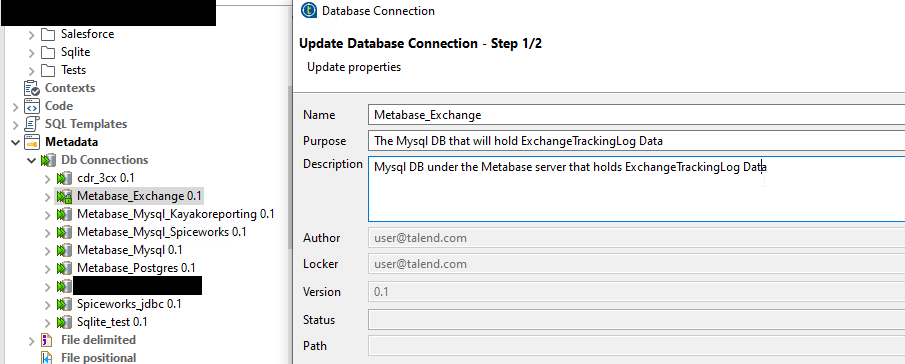 Salesforce
Sqlite
Tests
Contexts
Code
SQL Templates
Metadata
Db Connections
cdr_3cx 0.1
Metabase_Exchange 0.1
Metabase_Mysql_Kayakoreporting 0.1
Metabase_Mysql_Spiceworks 0.1
Metabase_Mysql 0.1
Metabase_Postgres 0.1
Spiceworks_jdbc 0.1
Sqlite_test 0.1
File delimited
File positional
Database Connection
Update Database Connection - Step 1/2
Update properties
Name Metabase_Exchange
Purpose The Mysql DB that will hold ExchangeTrackingLog Data
Description Mysql DB under the Metabase server that holds ExchangeTrackingLog Data
Author user@talend.com
Locker user@talend.com
Version 0.1
Status
Path